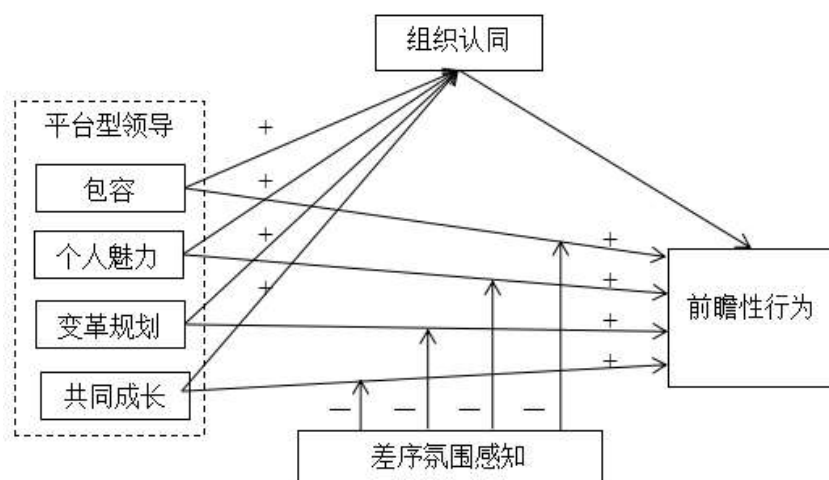 组织认同
平台型领导
+
包容
+
+
个人魅力
+
+
+
前瞻性行为
变革规划
+
+
共同成长
— — — —
差序氛围感知